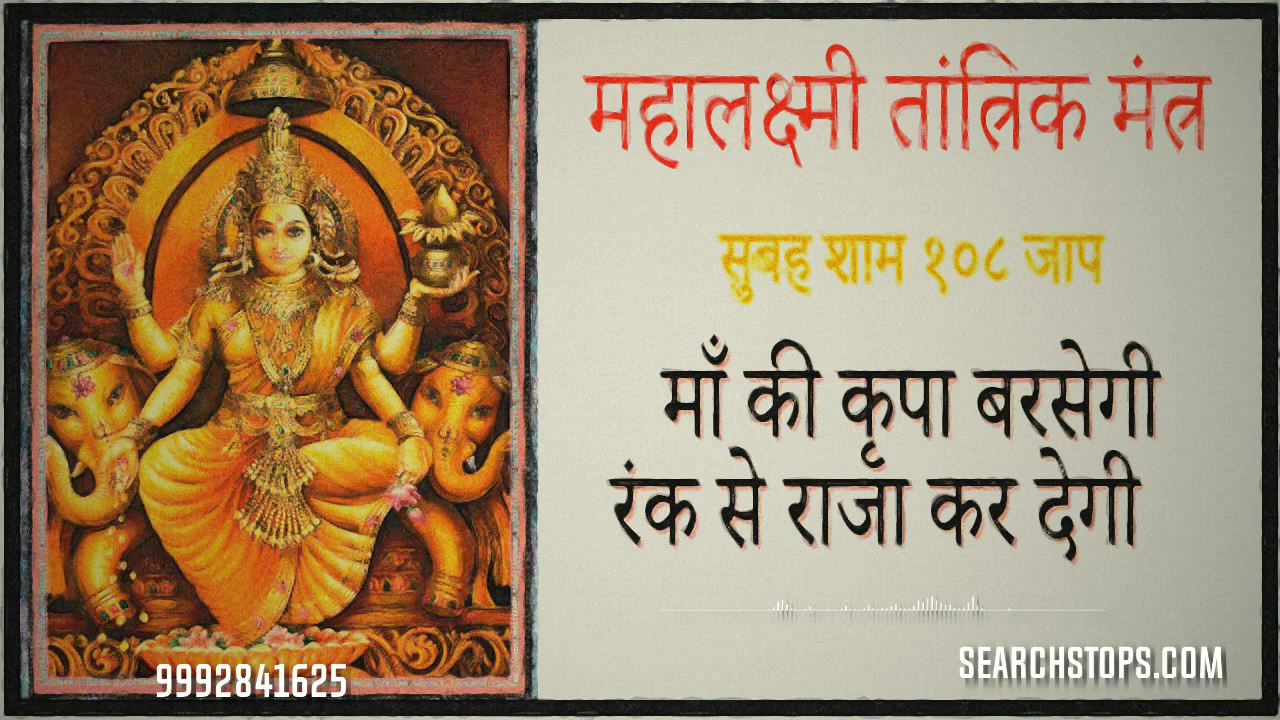 महालक्ष्मी तांत्रिक मंत्र
सुबह शाम १०८ जाप
माँ की कृपा बरसेगी
रंक से राजा कर देगी
9992841625
SEARCHSTOPS.COM